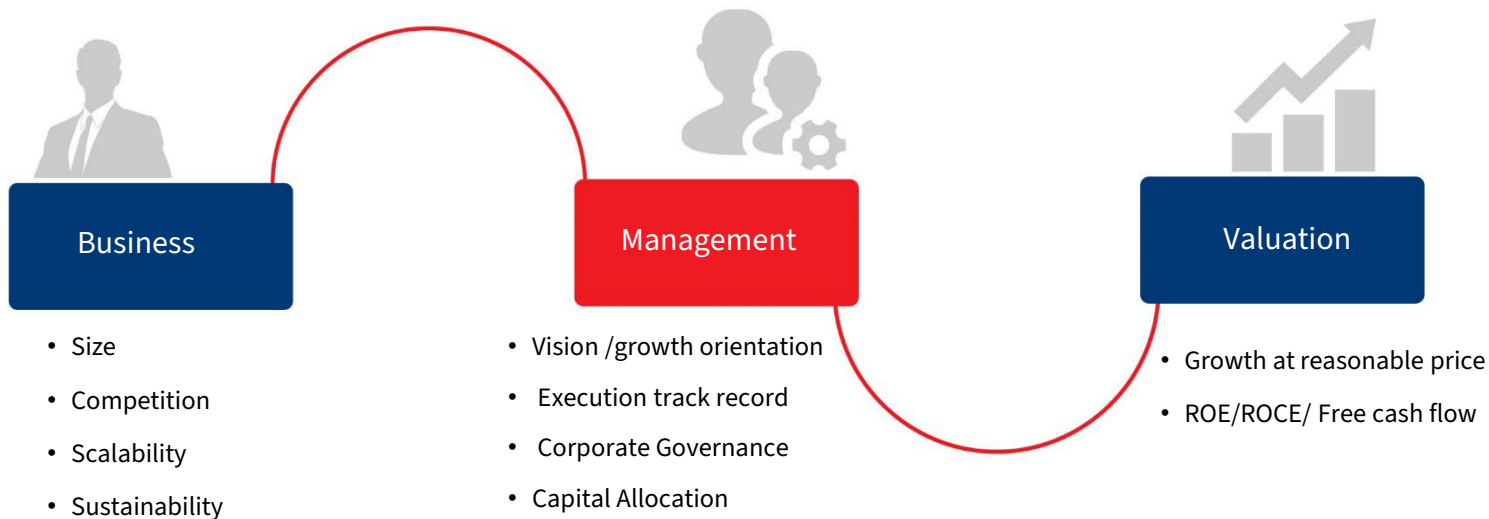 Business
• Size
• Competition
• Scalability
• Sustainability
Management
• Vision /growth orientation
• Execution track record
• Corporate Governance
• Capital Allocation
Valuation
• Growth at reasonable price
• ROE/ROCE/ Free cash flow